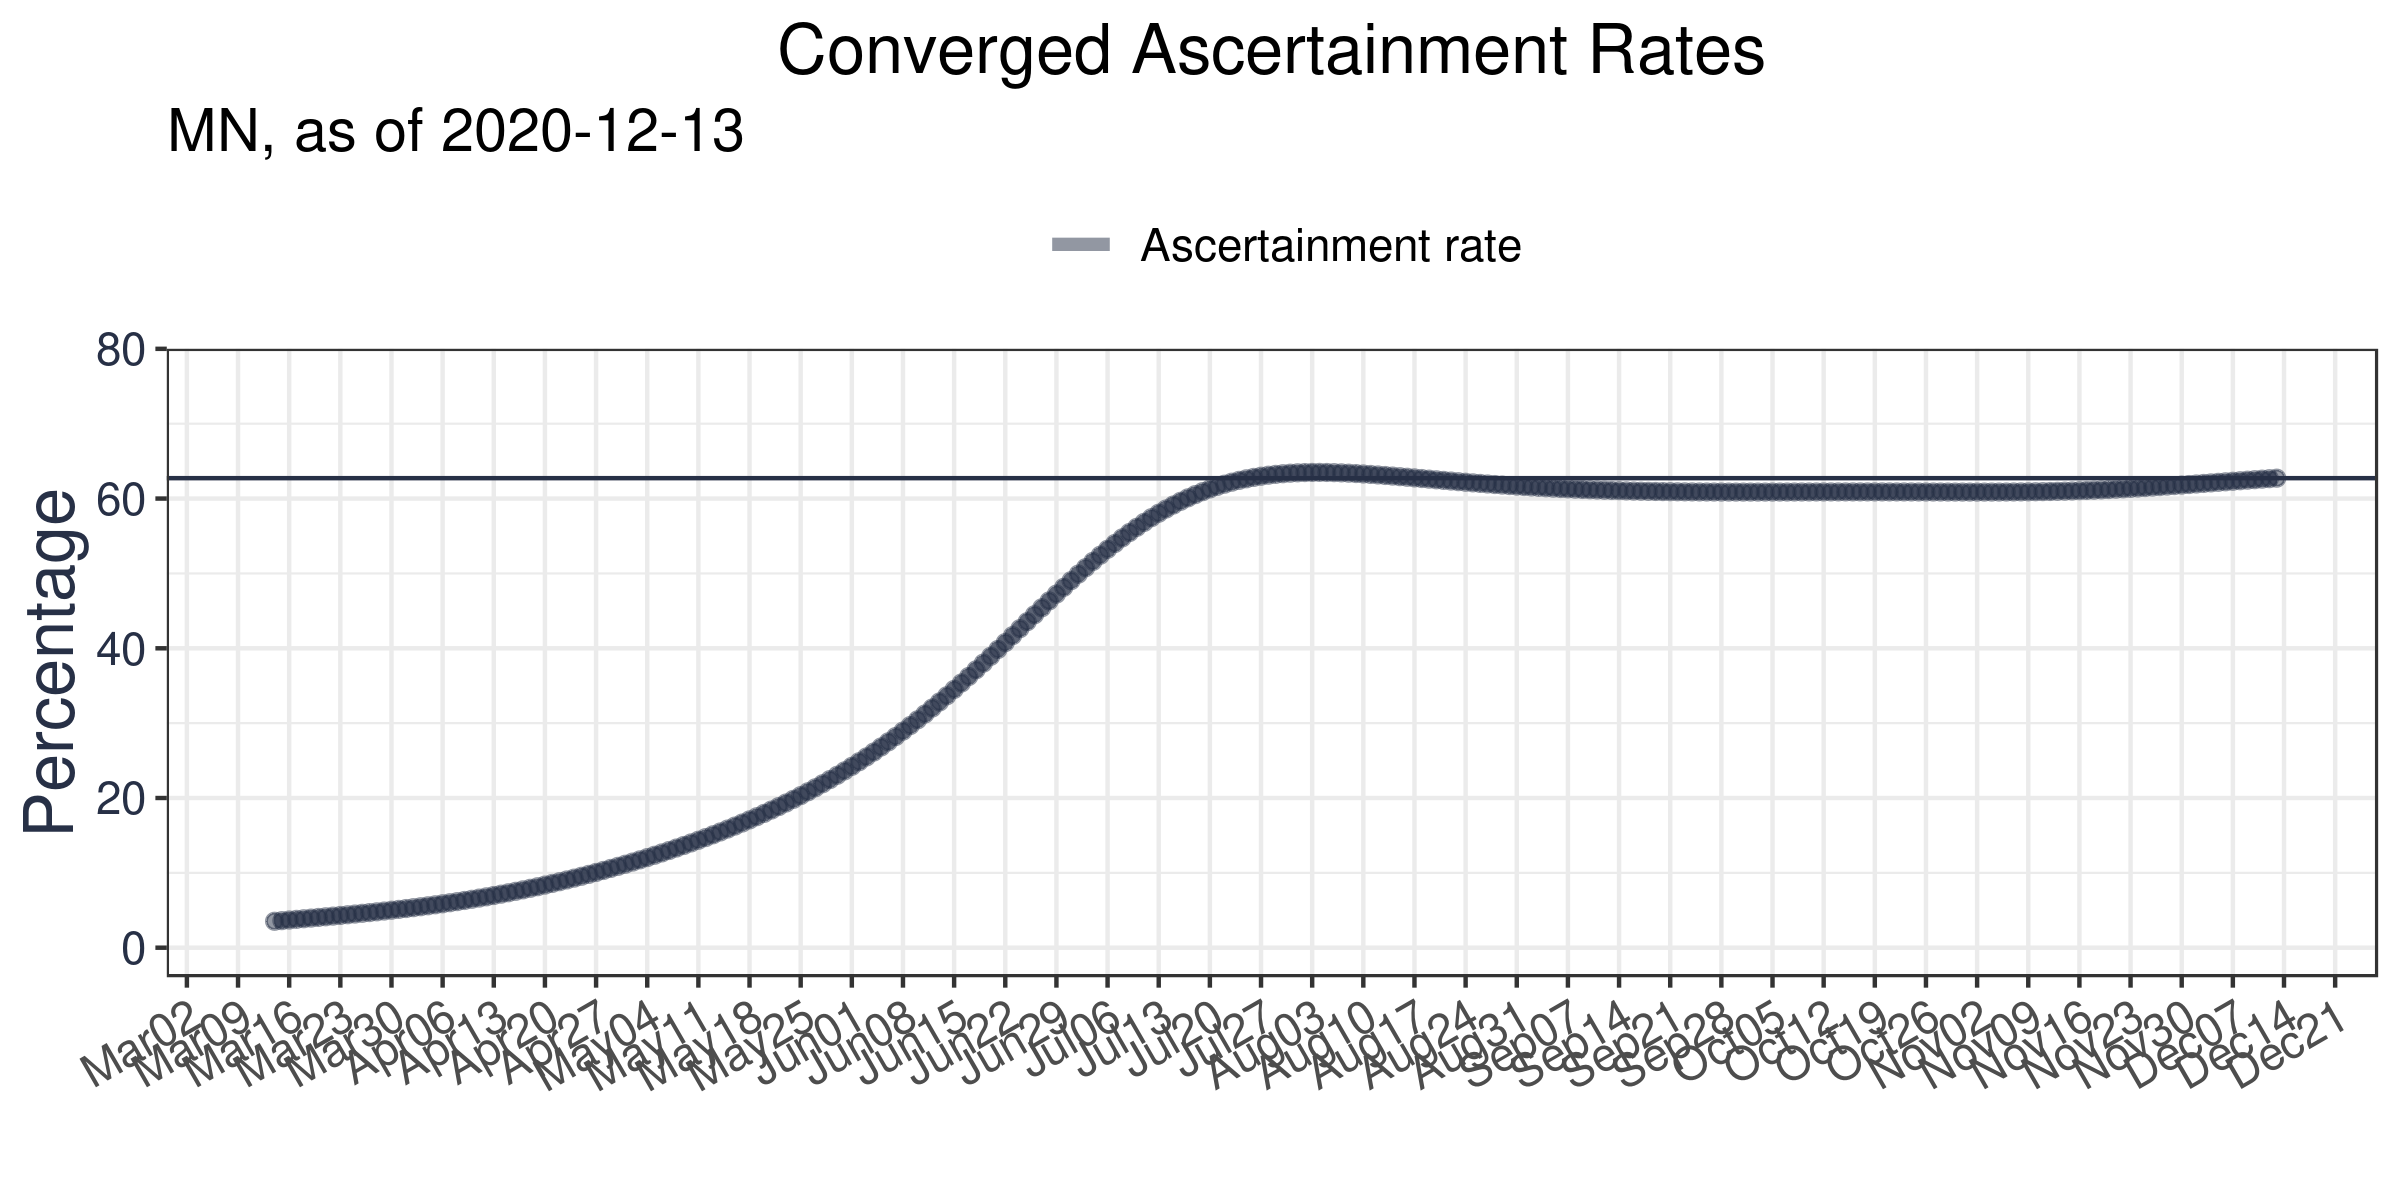 Converged Ascertainment Rates
MN, as of 2020-12-13
Ascertainment rate
Percentage
80
60
40
20
0
Mar02
Mar09
Mar16
Mar23
Mar30
Apr06
Apr13
Apr20
Apr27
May04
May11
May18
May25
Jun01
Jun08
Jun15
Jun22
Jun29
Jul06
Jul13
Jul20
Jul27
Aug03
Aug10
Aug17
Aug24
Aug31
Sep07
Sep14
Sep21
Sep28
Oct05
Oct12
Oct19
Oct26
Nov02
Nov09
Nov16
Nov23
Nov30
Dec07
Dec14
Dec21